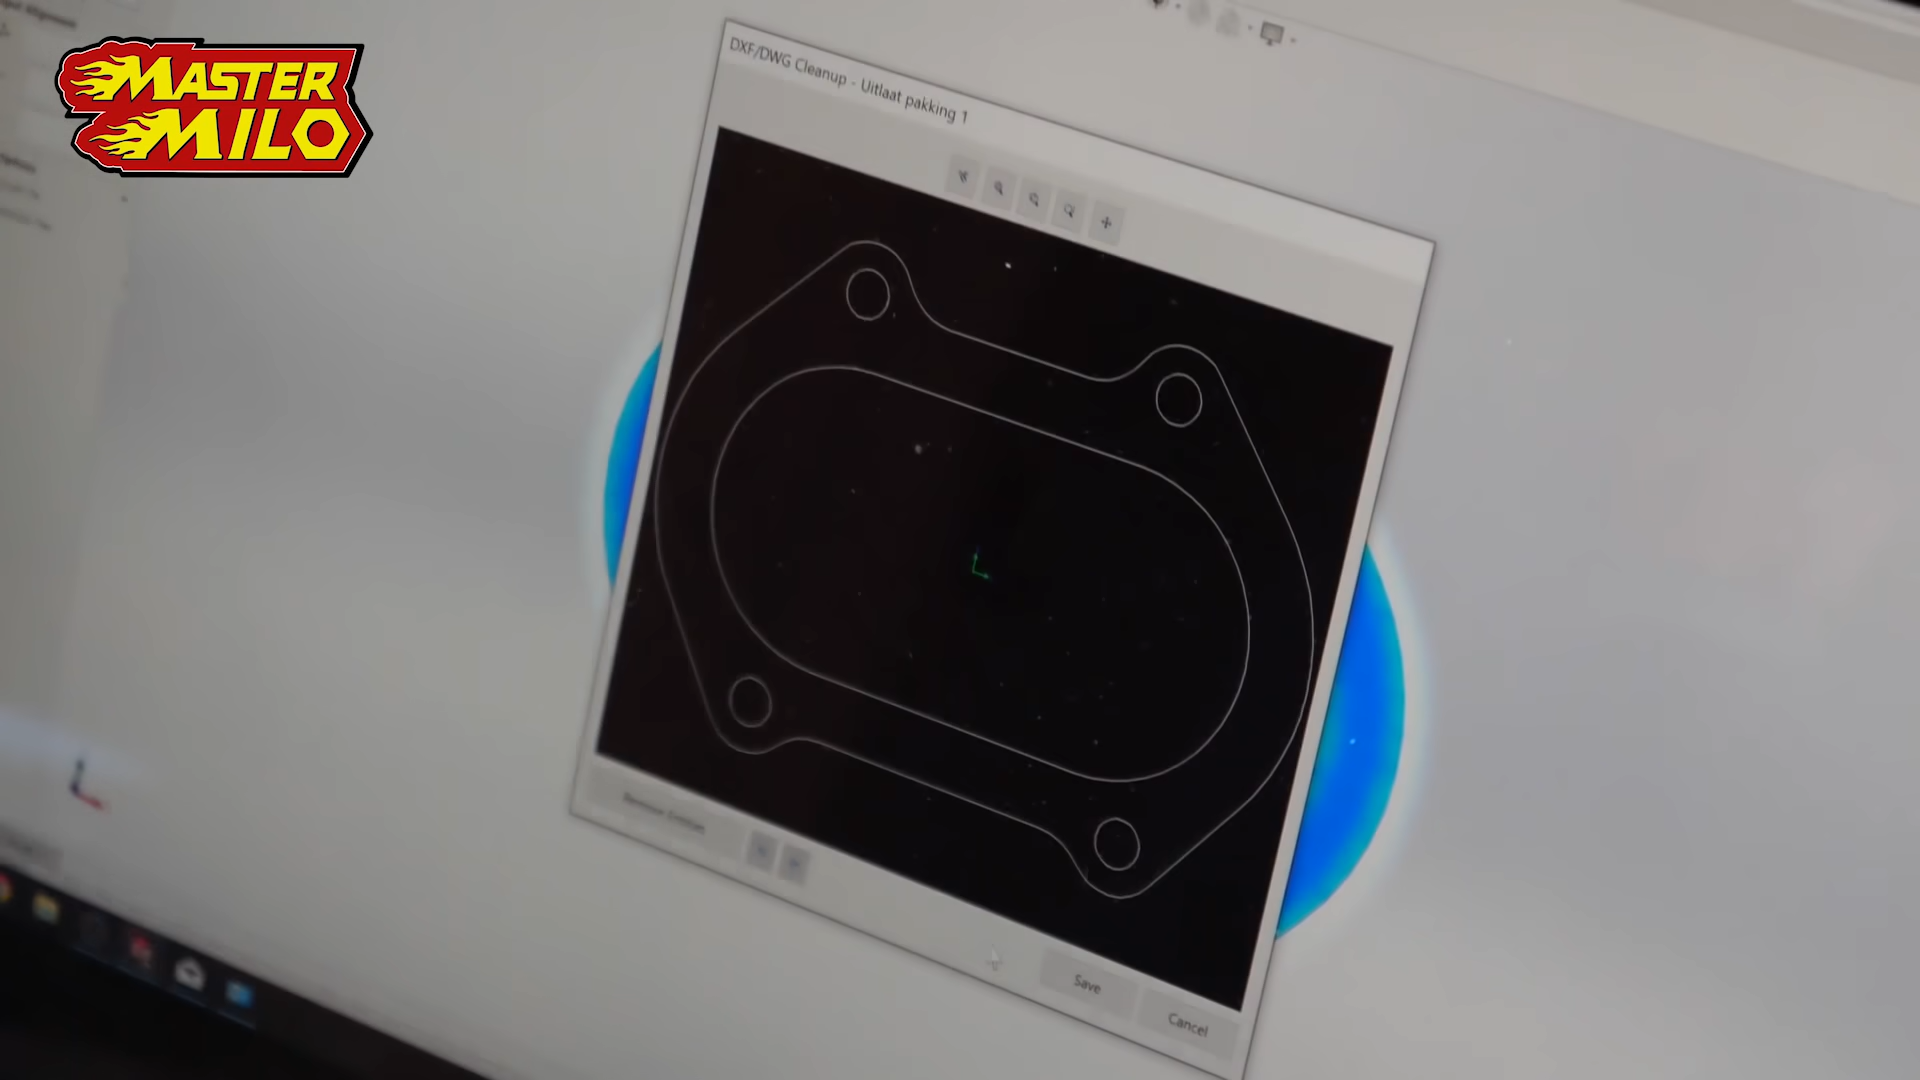 MASTER
MILO
DXF/DWG Cleanup - Uitlaat pakking 1
Save
Cancel